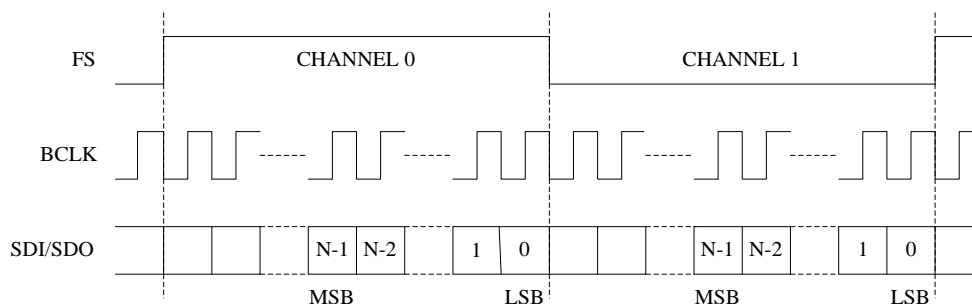 FS CHANNEL 0 CHANNEL 1
BCLK
SDI/SDO N-1 N-2 1 0 N-1 N-2 1 0
MSB LSB MSB LSB